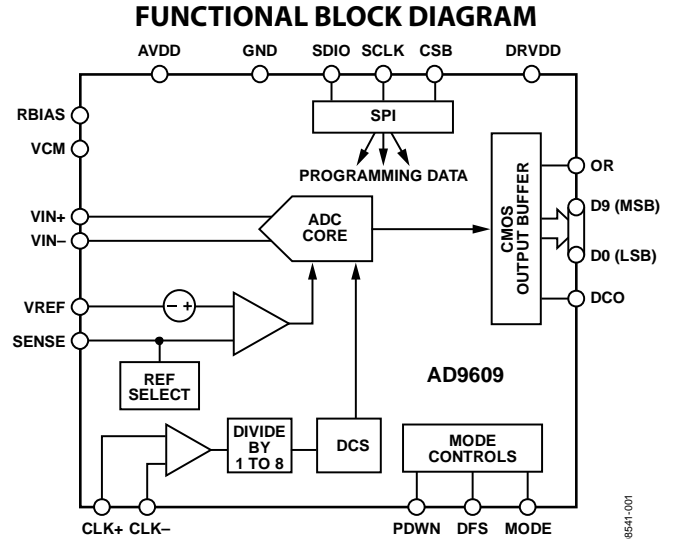 FUNCTIONAL BLOCK DIAGRAM
AVDD GND SDIO SCLK CSB DRVDD
RBIAS
VCM
SPI
PROGRAMMING DATA
VIN+
VIN–
ADC
CORE
CMOS
OUTPUT BUFFER
OR
D9 (MSB)
D0 (LSB)
DCO
VREF
– +
SENSE
REF
SELECT
AD9609
DIVIDE
BY
1 TO 8
DCS
MODE
CONTROLS
CLK+ CLK– PDWN DFS MODE
8541-001